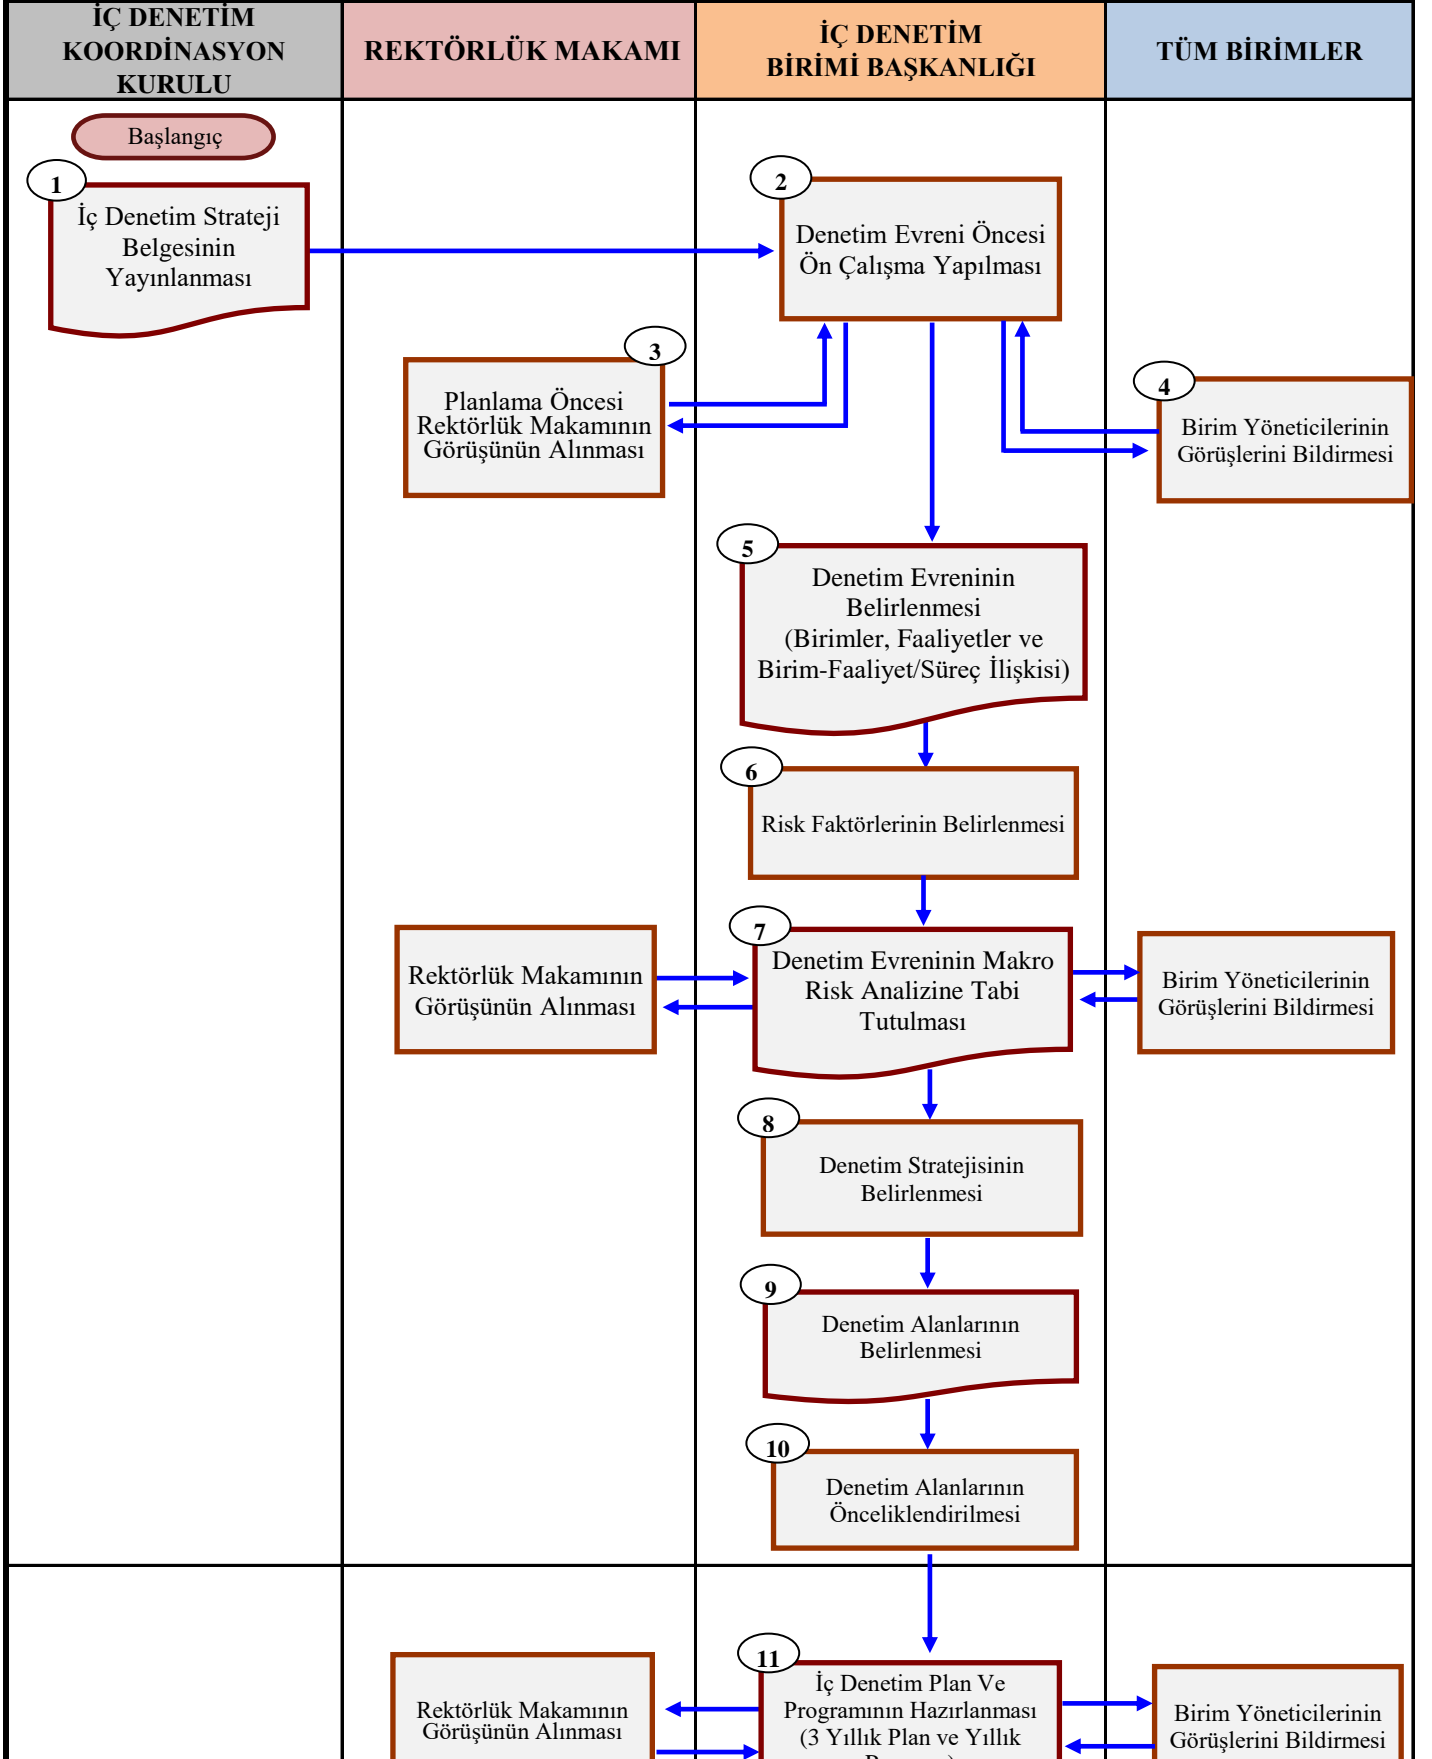 İÇ DENETİM
KOORDİNASYON
KURULU
REKTÖRLÜK MAKAMI
İÇ DENETİM
BİRİMİ BAŞKANLIĞI
TÜM BİRİMLER
Başlangıç
1
İç Denetim Strateji
Belgesinin
Yayınlanması
2
Denetim Evreni Öncesi
Ön Çalışma Yapılması
3
Planlama Öncesi
Rektörlük Makamının
Görüşünün Alınması
4
Birim Yöneticilerinin
Görüşlerini Bildirmesi
5
Denetim Evreninin
Belirlenmesi
(Birimler, Faaliyetler ve
Birim-Faaliyet/Süreç İlişkisi)
6
Risk Faktörlerinin Belirlenmesi
Rektörlük Makamının
Görüşünün Alınması
7
Denetim Evreninin Makro
Risk Analizine Tabi
Tutulması
Birim Yöneticilerinin
Görüşlerini Bildirmesi
8
Denetim Stratejisinin
Belirlenmesi
9
Denetim Alanlarının
Belirlenmesi
10
Denetim Alanlarının
Önceliklendirilmesi
Rektörlük Makamının
Görüşünün Alınması
11
İç Denetim Plan Ve
Programının Hazırlanması
(3 Yıllık Plan ve Yıllık
Birim Yöneticilerinin
Görüşlerini Bildirmesi